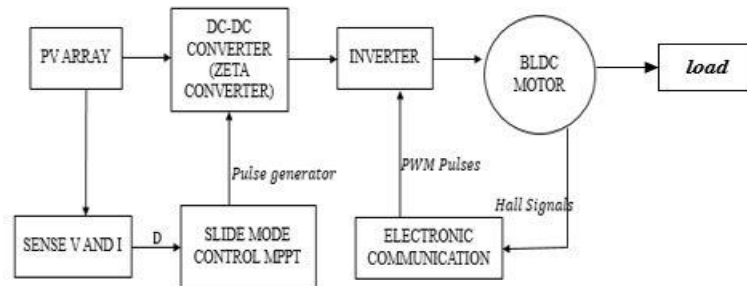 PV ARRAY
DC-DC
CONVERTER
(ZETA
CONVERTER)
INVERTER
BLDC
MOTOR
load
Pulse generator
PWM Pulses
Hall Signals
SENSE V AND I
D
SLIDE MODE
CONTROL MPPT
ELECTRONIC
COMMUNICATION